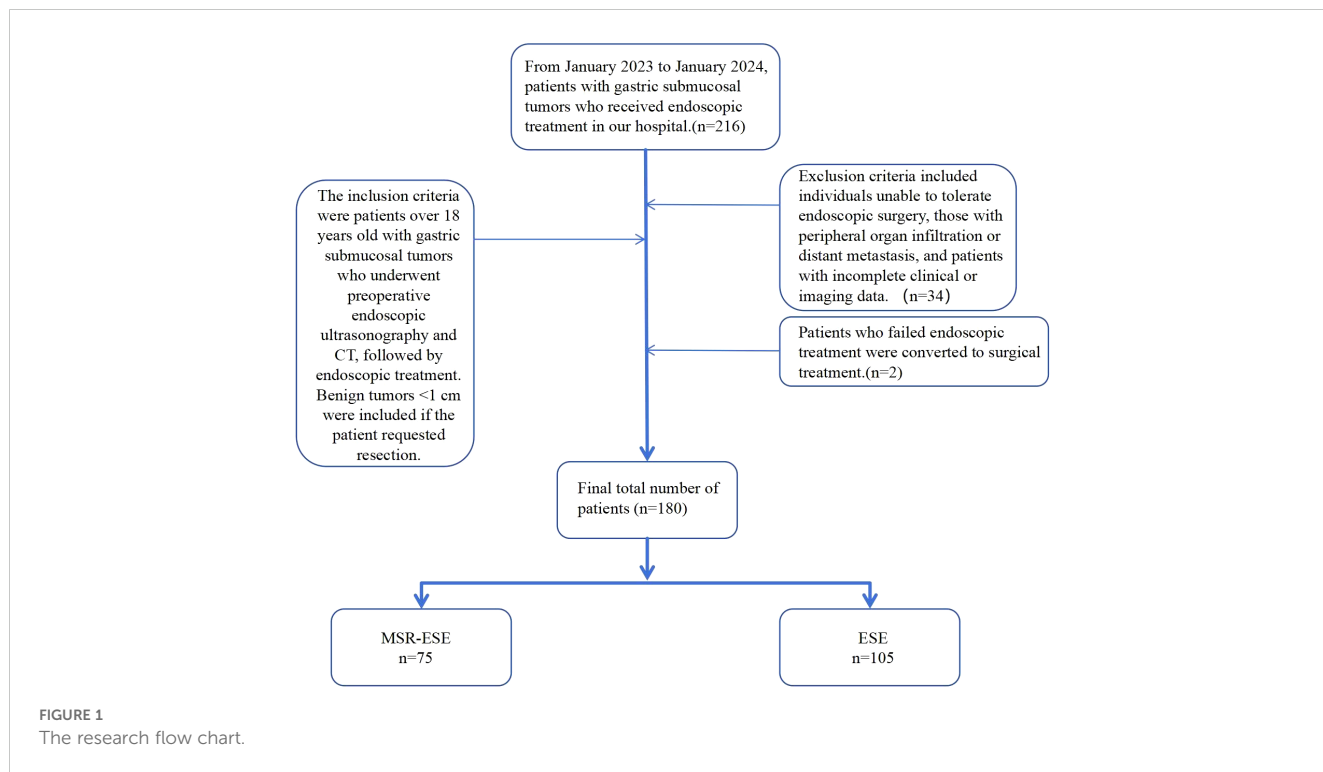 From January 2023 to January 2024,
patients with gastric submucosal
tumors who received endoscopic
treatment in our hospital.(n=216)
The inclusion criteria
were patients over 18
years old with gastric
submucosal tumors
who underwent
preoperative
endoscopic
ultrasonography and
CT, followed by
endoscopic treatment.
Benign tumors <1 cm
were included if the
patient requested
resection.
Exclusion criteria included
individuals unable to tolerate
endoscopic surgery, those with
peripheral organ infiltration or
distant metastasis, and patients
with incomplete clinical or
imaging data. (n=34)
Patients who failed endoscopic
treatment were converted to surgical
treatment.(n=2)
Final total number of
patients (n=180)
MSR-ESE
n=75
ESE
n=105
FIGURE 1
The research flow chart.